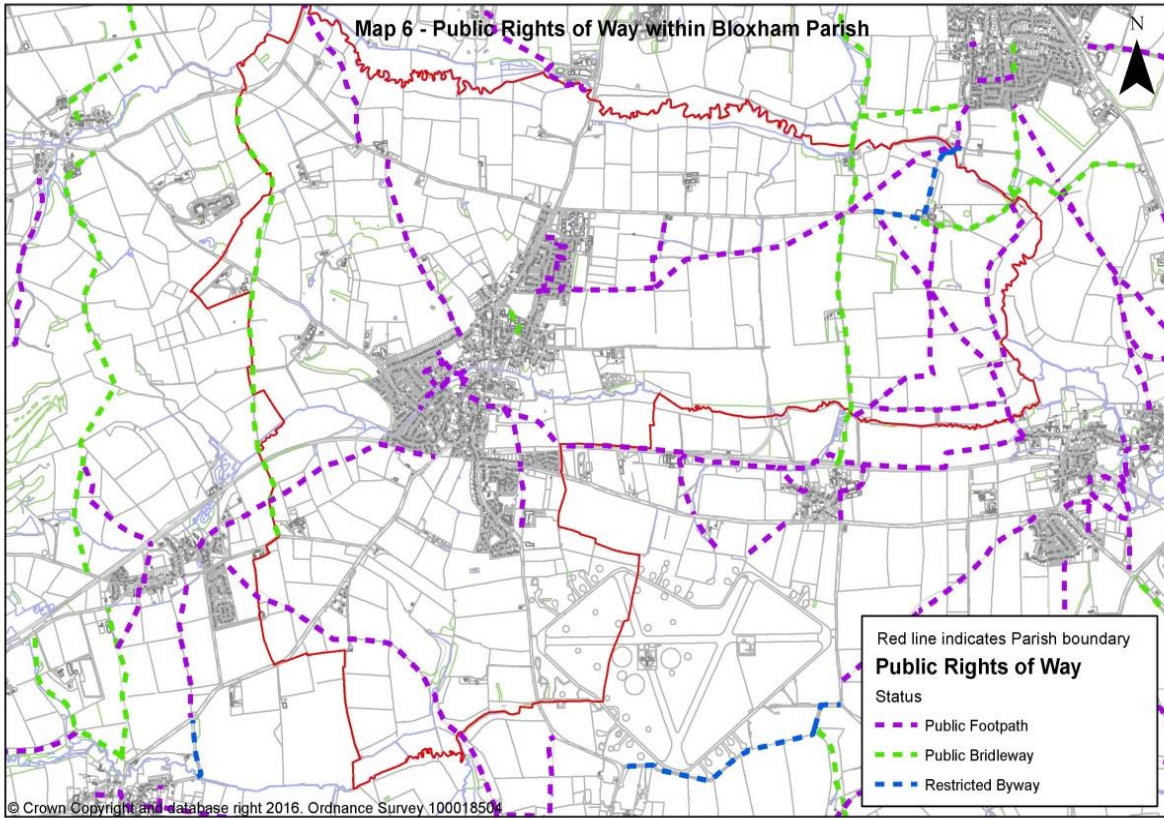 Map 6 - Public Rights of Way within Bloxham Parish
N
Red line indicates Parish boundary
Public Rights of Way
Status
Public Footpath
Public Bridleway
Restricted Byway
© Crown Copyright and database right 2016. Ordnance Survey 100018504